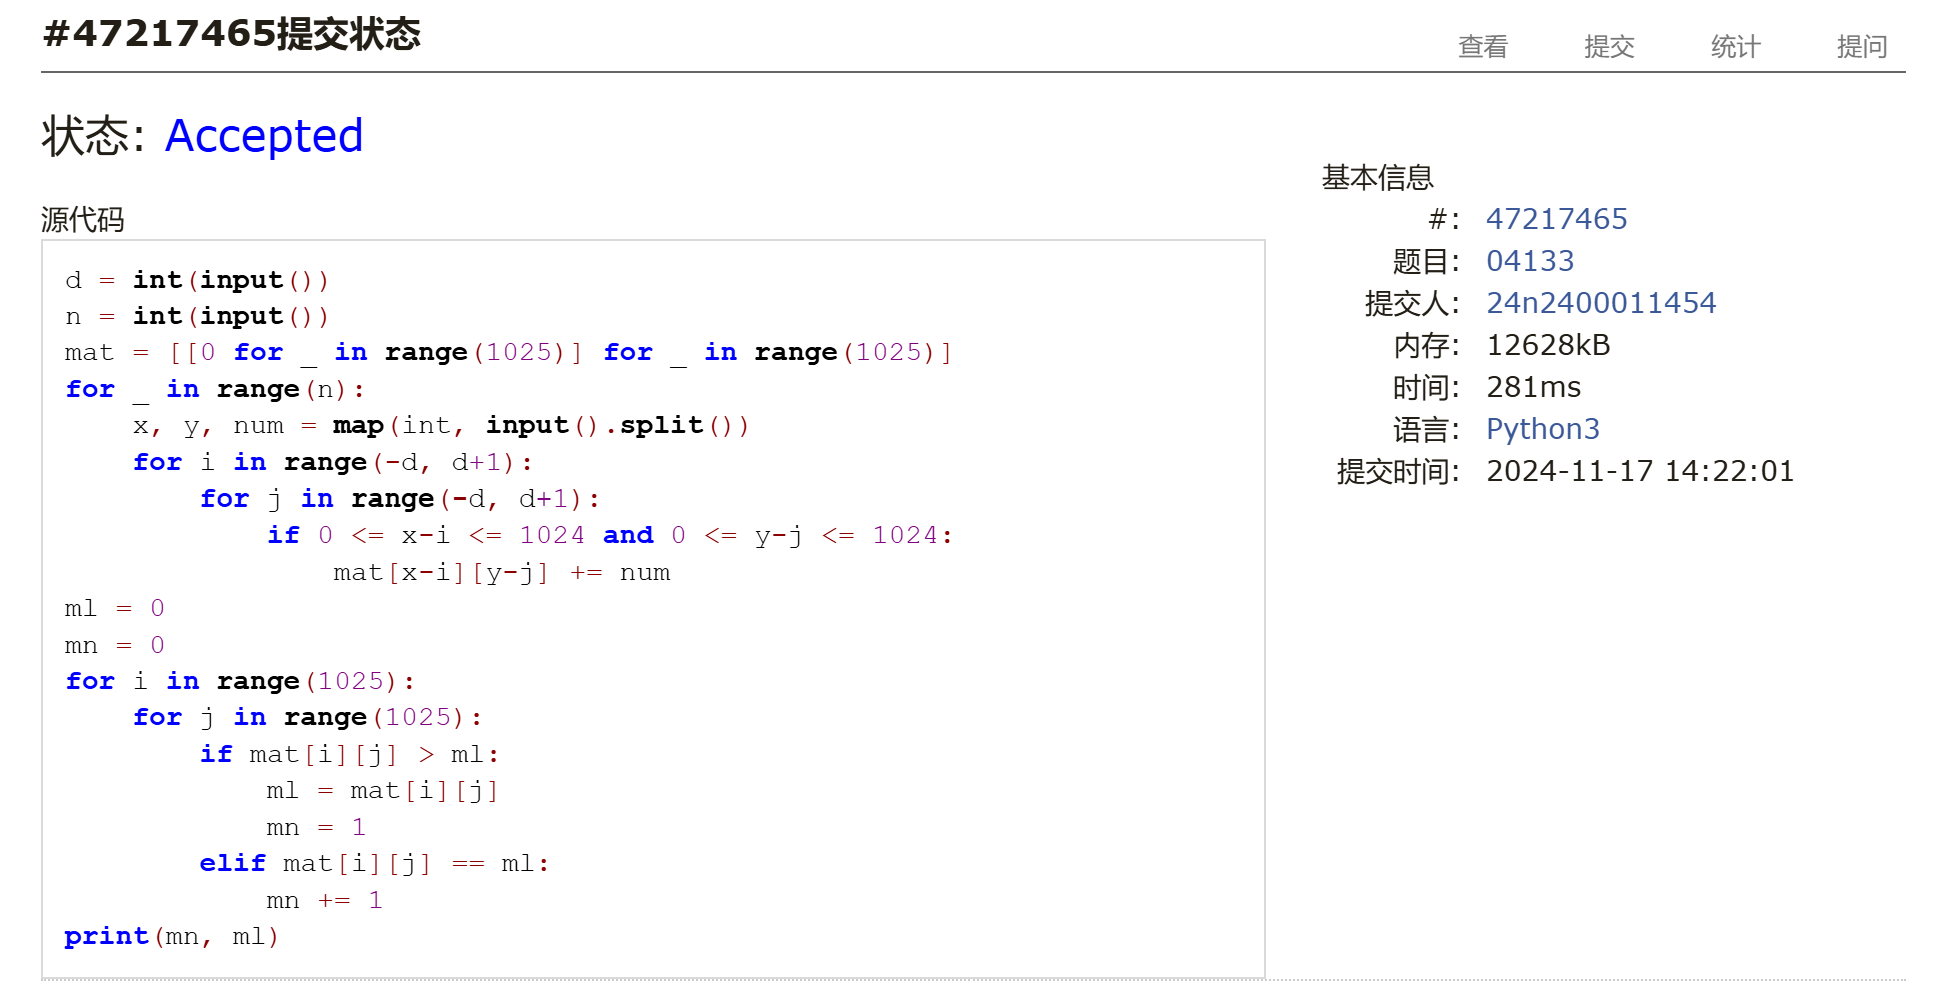 #47217465提交状态
查看 提交 统计 提问
状态: Accepted
源代码
d = int(input())
n = int(input())
mat = [[0 for _ in range(1025)] for _ in range(1025)]
for _ in range(n):
    x, y, num = map(int, input().split())
    for i in range(-d, d+1):
        for j in range(-d, d+1):
            if 0 <= x-i <= 1024 and 0 <= y-j <= 1024:
                mat[x-i][y-j] += num
ml = 0
mn = 0
for i in range(1025):
    for j in range(1025):
        if mat[i][j] > ml:
            ml = mat[i][j]
            mn = 1
        elif mat[i][j] == ml:
            mn += 1
print(mn, ml)
基本信息
#: 47217465
题目: 04133
提交人: 24n2400011454
内存: 12628kB
时间: 281ms
语言: Python3
提交时间: 2024-11-17 14:22:01